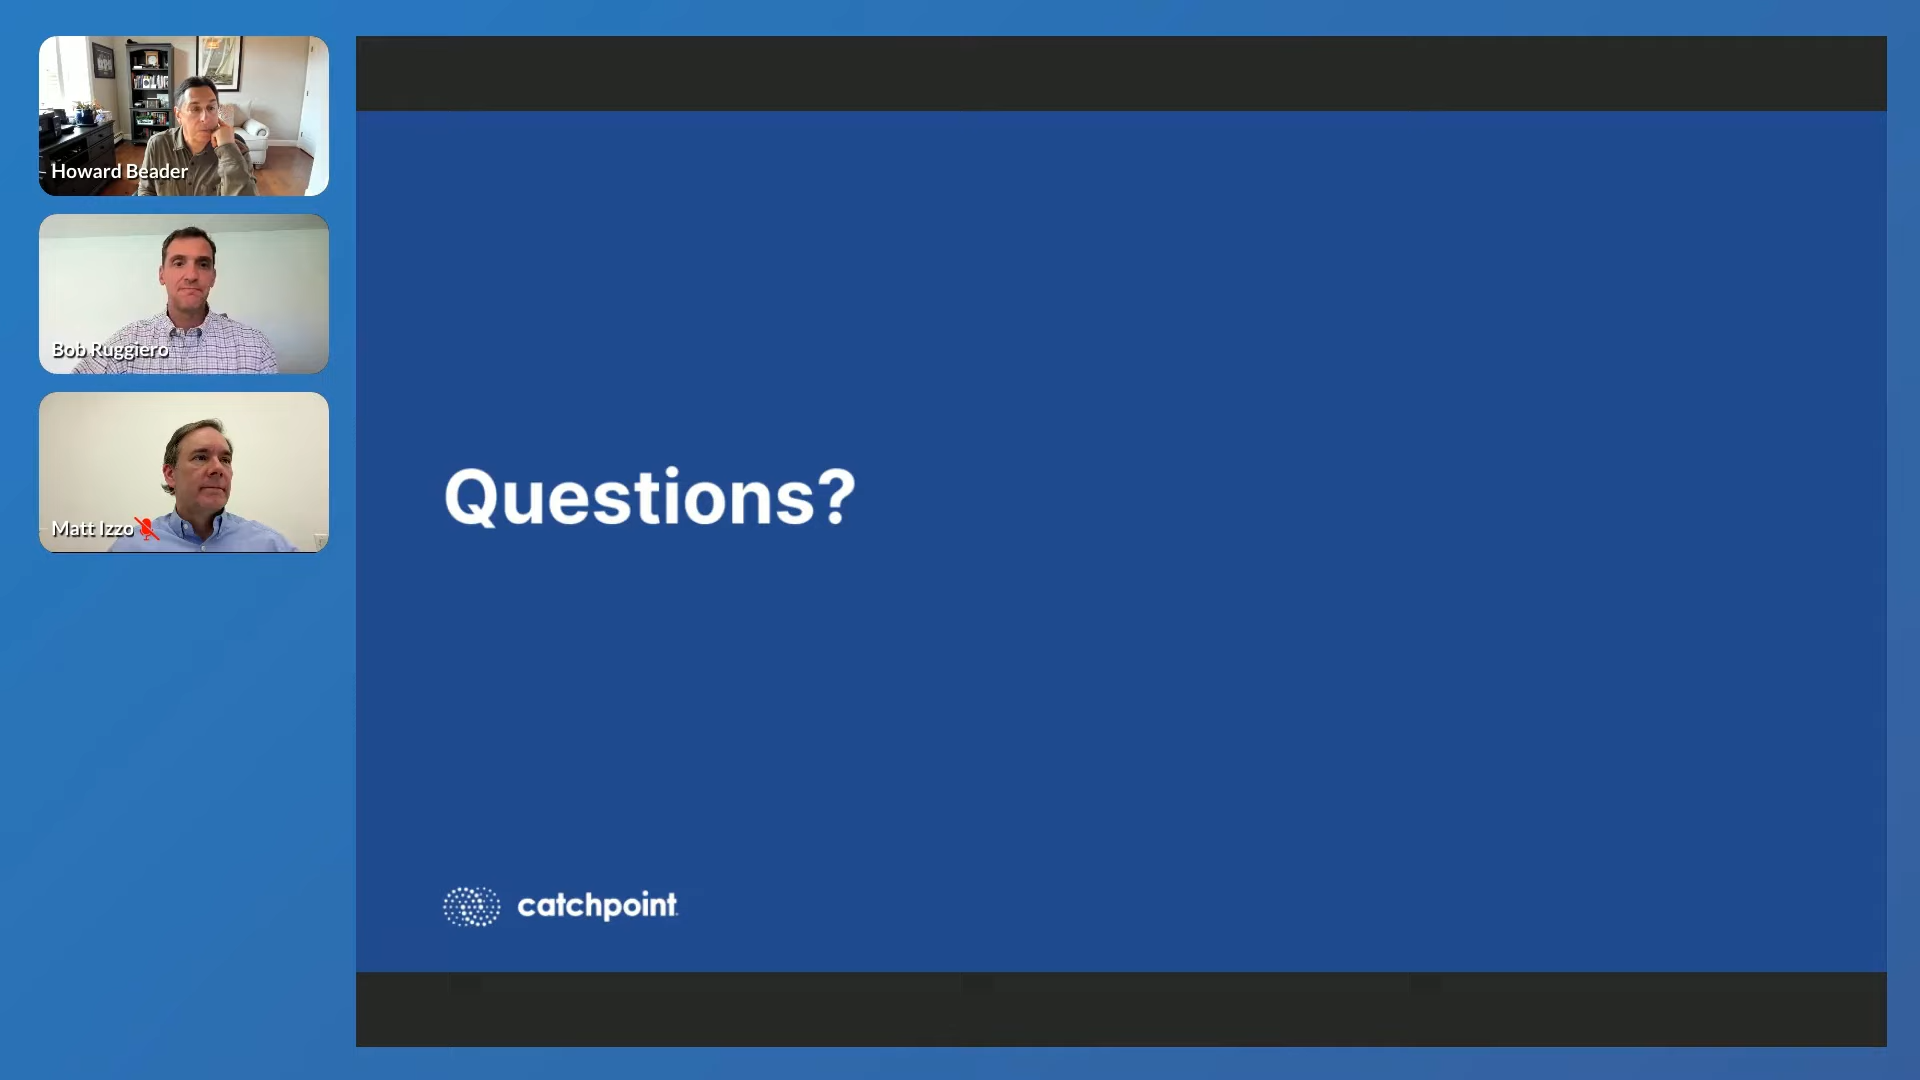 Howard Beader
Bob Ruggiero
Matt Izzo
Questions?
catchpoint